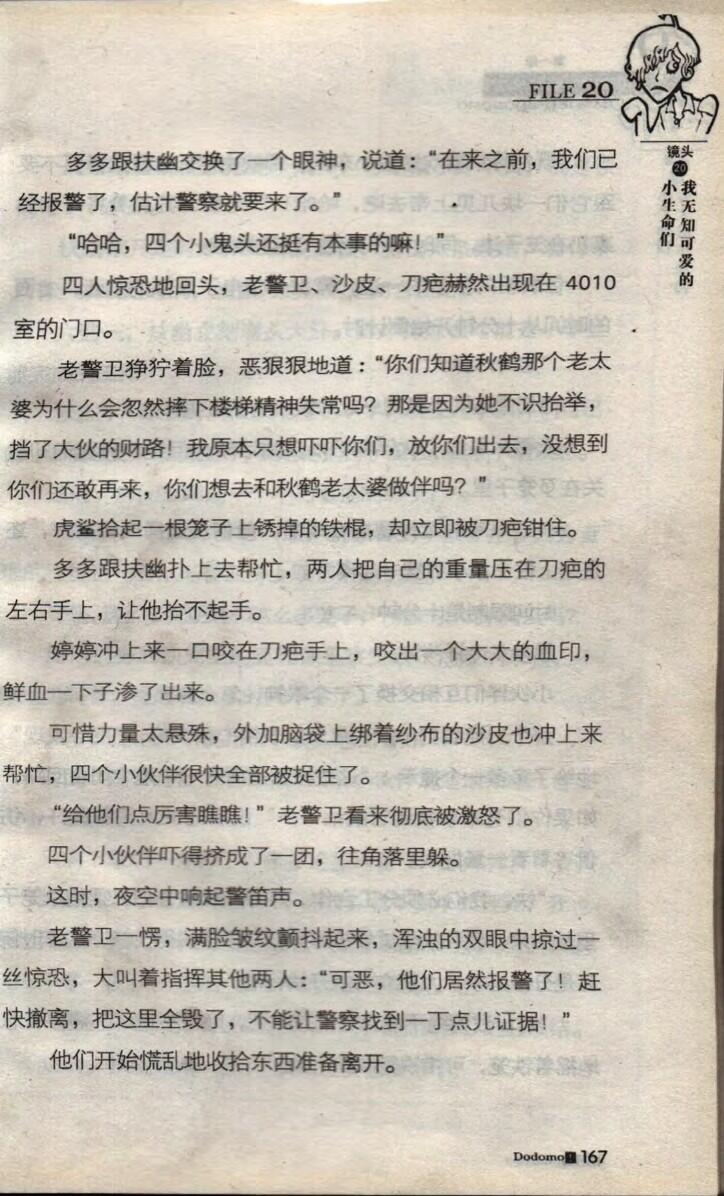 FILE 20
镜头
20
我无知可爱的
小生命们
多多跟扶幽交换了一个眼神，说道：“在来之前，我们已
经报警了，估计警察就要来了。”
“哈哈，四个小鬼头还挺有本事的嘛！”
四人惊恐地回头，老警卫、沙皮、刀疤赫然出现在 4010
室的门口。
老警卫狰狞着脸，恶狠狠地道：“你们知道秋鹤那个老太
婆为什么会忽然摔下楼梯精神失常吗？那是因为她不识抬举，
挡了大伙的财路！我原本只想吓吓你们，放你们出去，没想到
你们还敢再来，你们想去和秋鹤老太婆做伴吗？”
虎鲨拾起一根笼子上锈掉的铁棍，却立即被刀疤钳住。
多多跟扶幽扑上去帮忙，两人把自己的重量压在刀疤的
左右手上，让他抬不起手。
婷婷冲上来一口咬在刀疤手上，咬出一个大大的血印，
鲜血一下子渗了出来。
可惜力量太悬殊，外加脑袋上绑着纱布的沙皮也冲上来
帮忙，四个小伙伴很快全部被捉住了。
“给他们点厉害瞧瞧！”老警卫看来彻底被激怒了。
四个小伙伴吓得挤成了一团，往角落里躲。
这时，夜空中响起警笛声。
老警卫一愣，满脸皱纹颤抖起来，浑浊的双眼中掠过一
丝惊恐，大叫着指挥其他两人：“可恶，他们居然报警了！赶
快撤离，把这里全毁了，不能让警察找到一丁点儿证据！”
他们开始慌乱地收拾东西准备离开。
Dodomo! 167